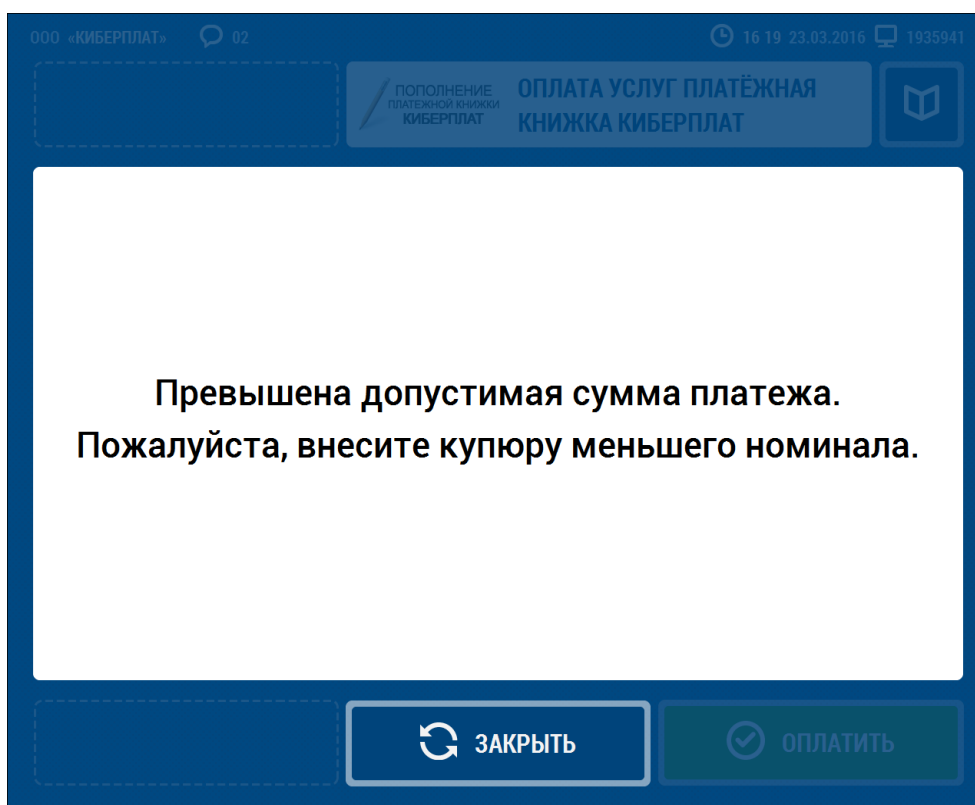 ООО «КИБЕРПЛАТ» 02 16 19 23.03.2016 1935941
ПОПОЛНЕНИЕ
ПЛАТЕЖНОЙ КНИЖКИ
КИБЕРПЛАТ
ОПЛАТА УСЛУГ ПЛАТЁЖНАЯ
КНИЖКА КИБЕРПЛАТ
Превышена допустимая сумма платежа.
Пожалуйста, внесите купюру меньшего номинала.
ЗАКРЫТЬ
ОПЛАТИТЬ